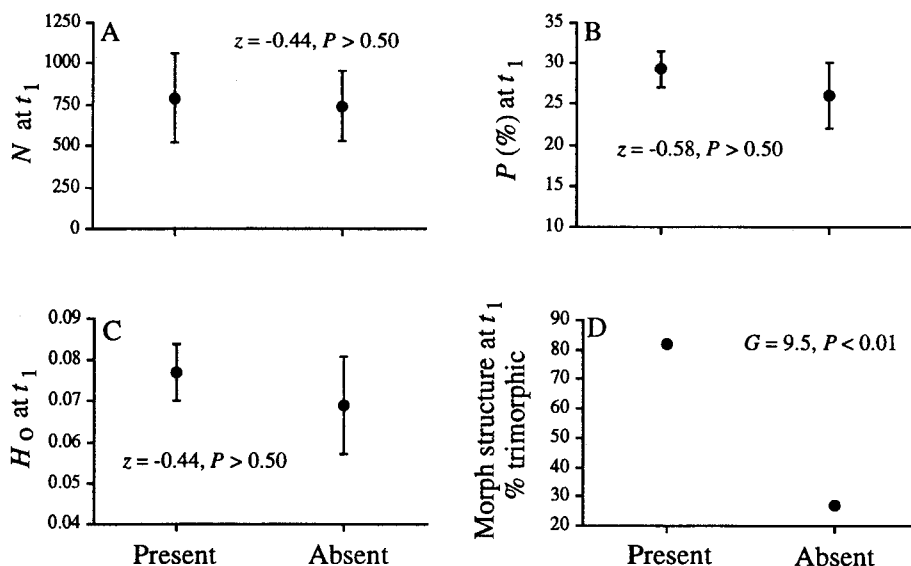 A
z = -0.44, P > 0.50
N at t1
1250
1000
750
500
250
0
B
z = -0.58, P > 0.50
P (%) at t1
35
30
25
20
15
10
C
z = -0.44, P > 0.50
HO at t1
0.09
0.08
0.07
0.06
0.05
0.04
Present Absent
D
G = 9.5, P < 0.01
Morph structure at t1
% trimorphic
90
80
70
60
50
40
30
20
Present Absent